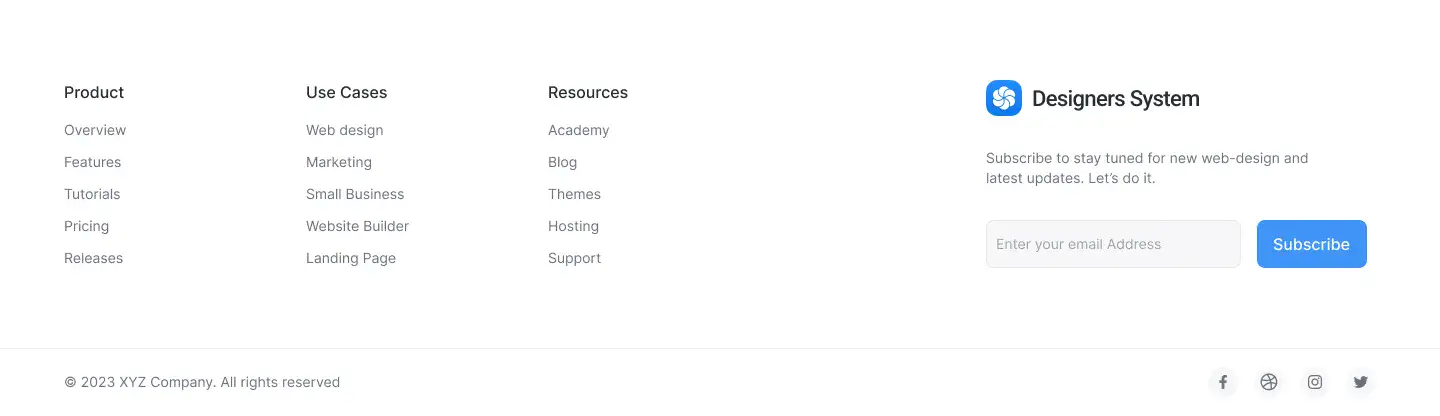 Product
Overview
Features
Tutorials
Pricing
Releases
Use Cases
Web design
Marketing
Small Business
Website Builder
Landing Page
Resources
Academy
Blog
Themes
Hosting
Support
Designers System
Subscribe to stay tuned for new web-design and
latest updates. Let’s do it.
Enter your email Address
Subscribe
© 2023 XYZ Company. All rights reserved